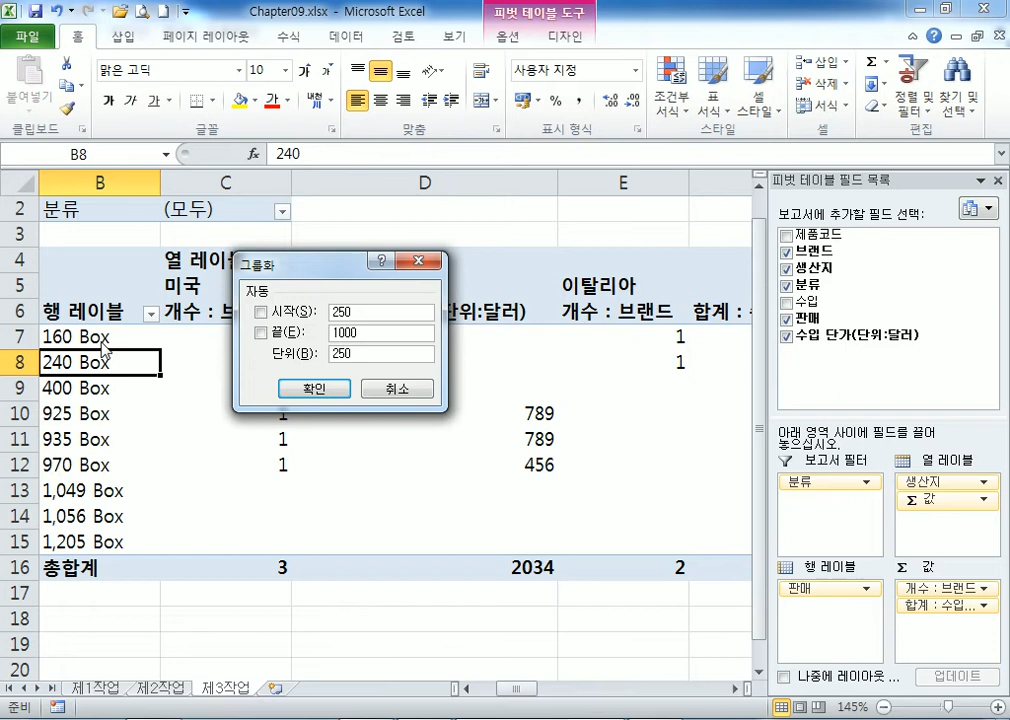 Chapter09.xlsx - Microsoft Excel
피벗 테이블 도구
파일 홈 삽입 페이지 레이아웃 수식 데이터 검토 보기 옵션 디자인
맑은 고딕 10 사용자 지정
붙여넣기 가 가 가 가 가 가 내천 % , 조건부 서식 표 서식 셀 스타일 삽입 삭제 서식 정렬 및 필터 찾기 및 선택
클립보드 글꼴 맞춤 표시 형식 스타일 셀 편집
B8 fx 240
B C D E
2 분류 (모두)
3
4 열 레이블
5 미국 이탈리아
6 행 레이블 개수 : 브 (단위:달러) 개수 : 브랜드 합계 :
7 160 Box 1
8 240 Box 1
9 400 Box
10 925 Box 1 789
11 935 Box 1 789
12 970 Box 1 456
13 1,049 Box
14 1,056 Box
15 1,205 Box
16 총합계 3 2034 2
17
18
19
20
그룹화
자동
시작(S): 250
끝(E): 1000
단위(B): 250
확인 취소
피벗 테이블 필드 목록
보고서에 추가할 필드 선택:
제품코드
브랜드
생산지
분류
수입
판매
수입 단가(단위:달러)
아래 영역 사이에 필드를 끌어
놓으십시오.
보고서 필터 열 레이블
분류 생산지
Σ 값
행 레이블 Σ 값
판매 개수 : 브랜드
합계 : 수입...
나중에 레이아웃 ... 업데이트
제1작업 제2작업 제3작업
준비 145%